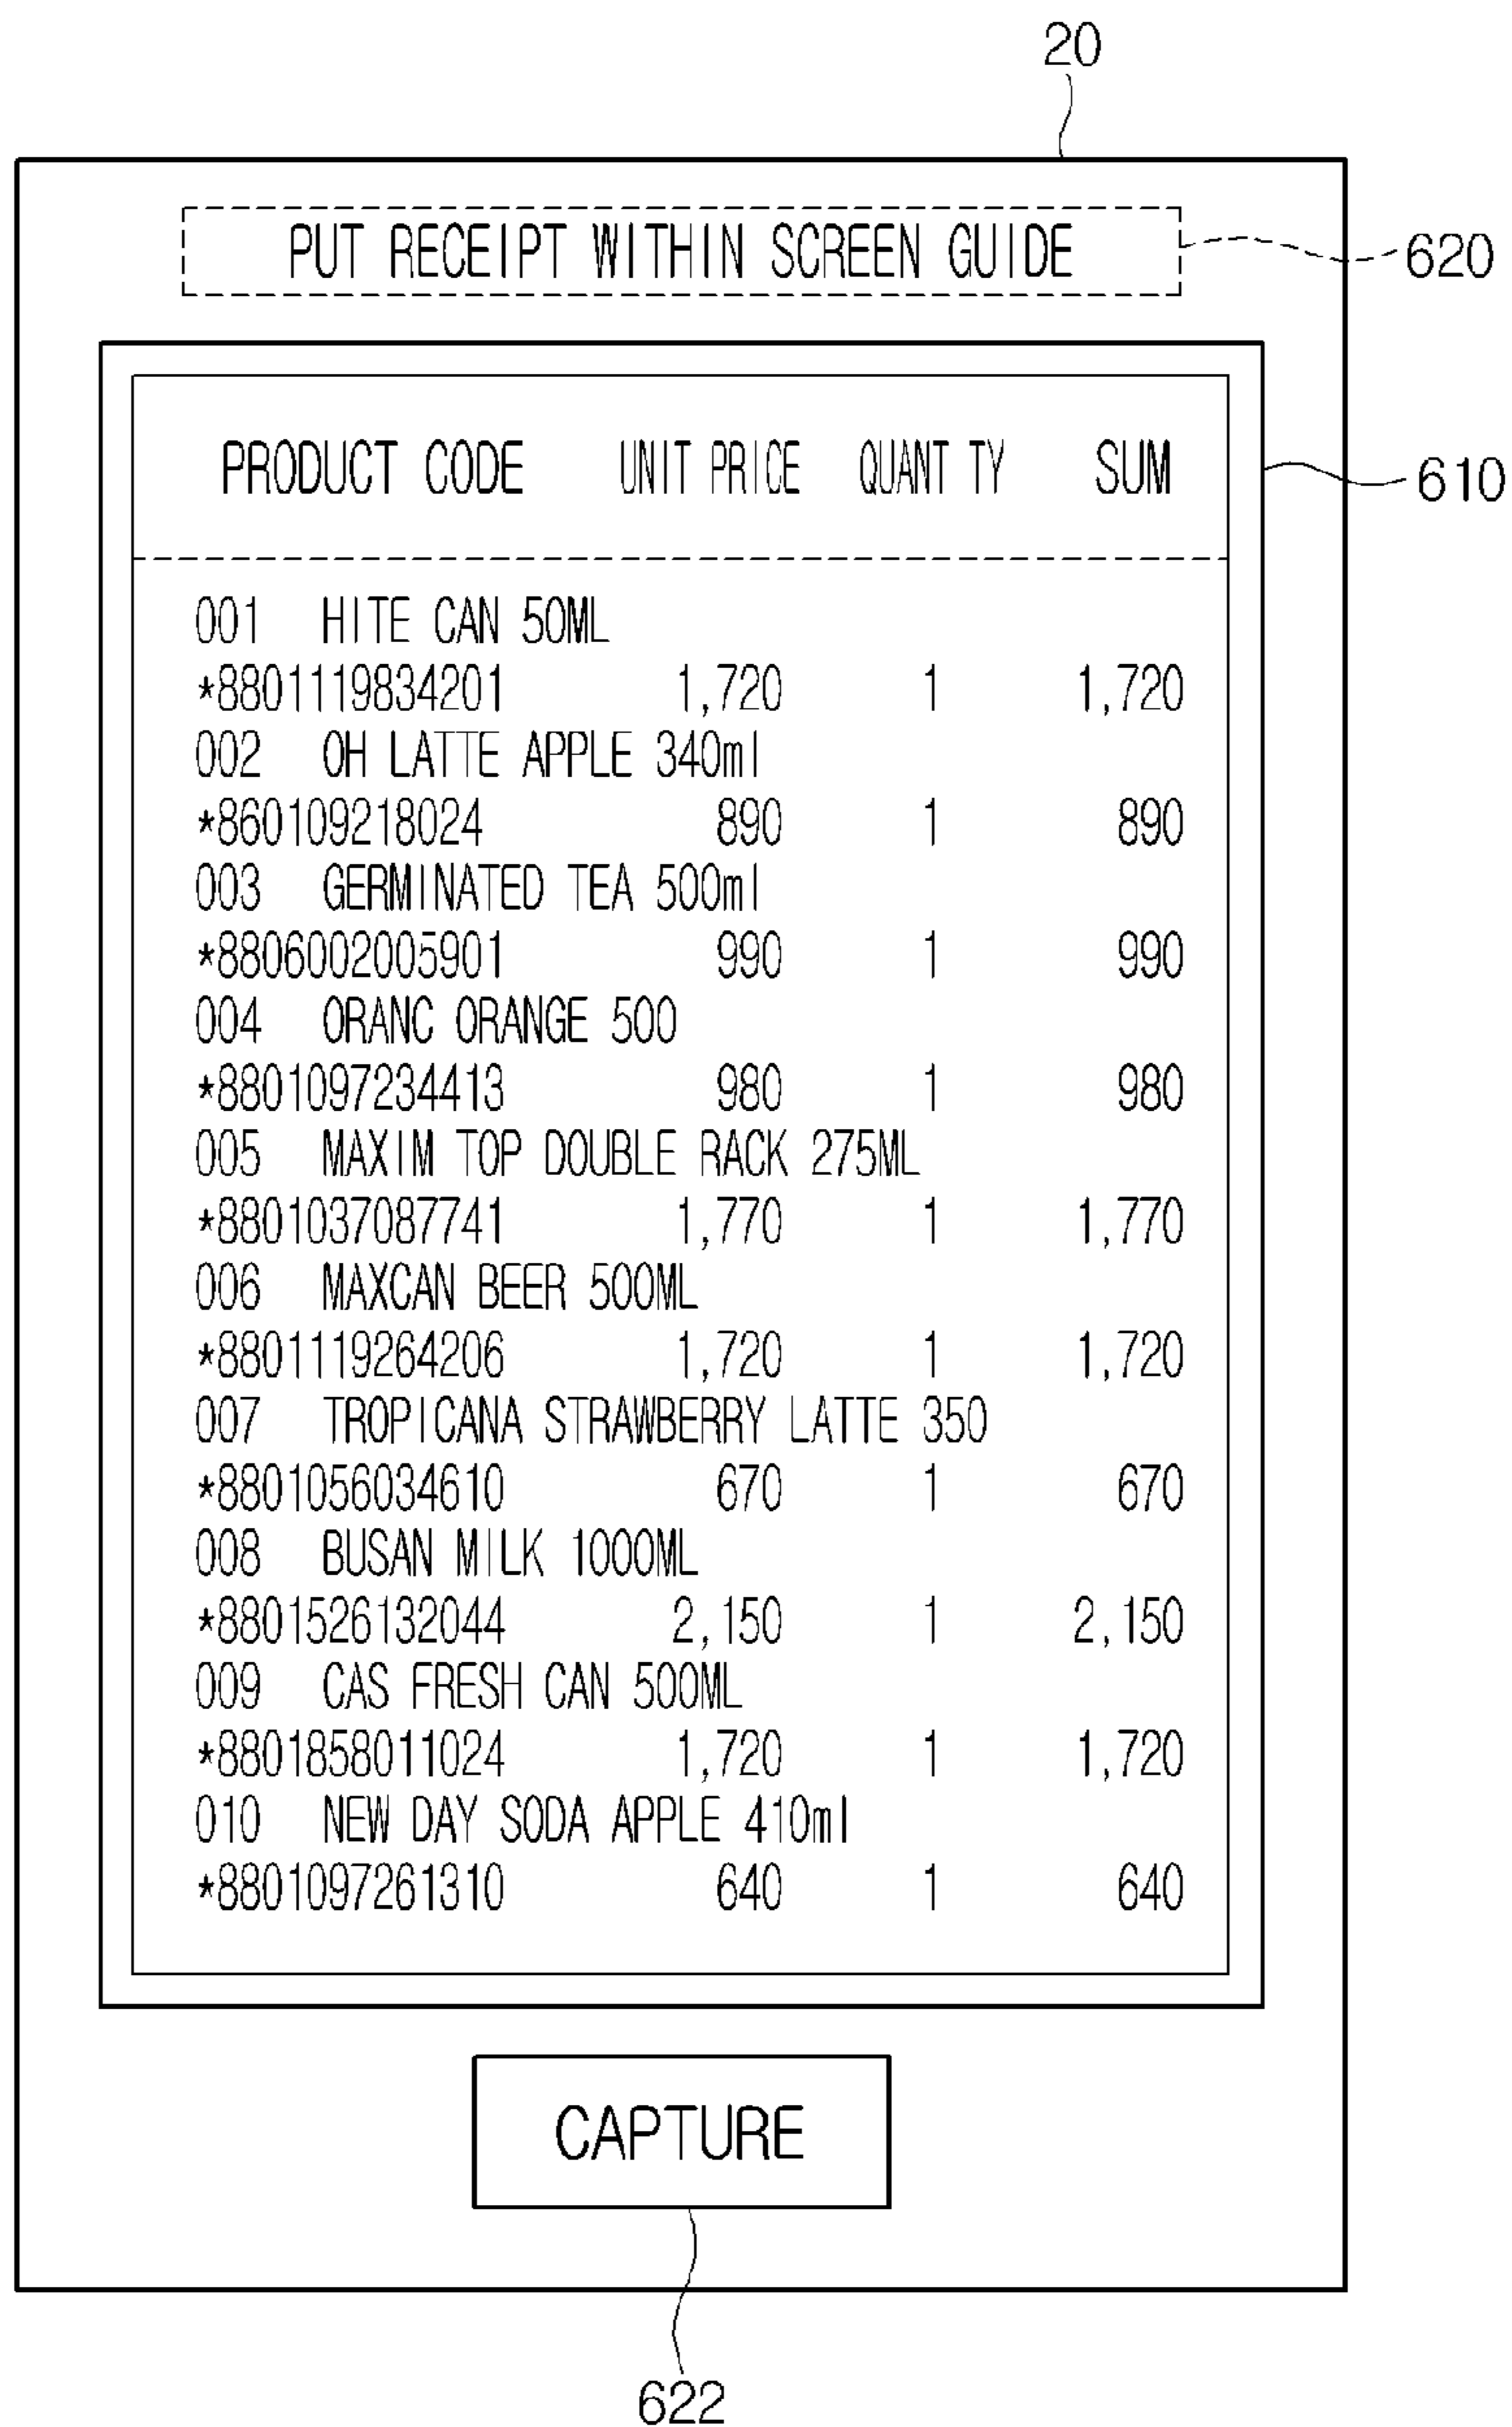 20
PUT RECEIPT WITHIN SCREEN GUIDE
620
PRODUCT CODE UNIT PRICE QUANT TY SUM
610
001 HITE CAN 50ML
*8801119834201 1,720 1 1,720
002 OH LATTE APPLE 340ml
*860109218024 890 1 890
003 GERMINATED TEA 500ml
*8806002005901 990 1 990
004 ORANC ORANGE 500
*8801097234413 980 1 980
005 MAXIM TOP DOUBLE RACK 275ML
*8801037087741 1,770 1 1,770
006 MAXCAN BEER 500ML
*8801119264206 1,720 1 1,720
007 TROPICANA STRAWBERRY LATTE 350
*8801056034610 670 1 670
008 BUSAN MILK 1000ML
*8801526132044 2,150 1 2,150
009 CAS FRESH CAN 500ML
*8801858011024 1,720 1 1,720
010 NEW DAY SODA APPLE 410ml
*8801097261310 640 1 640
CAPTURE
622